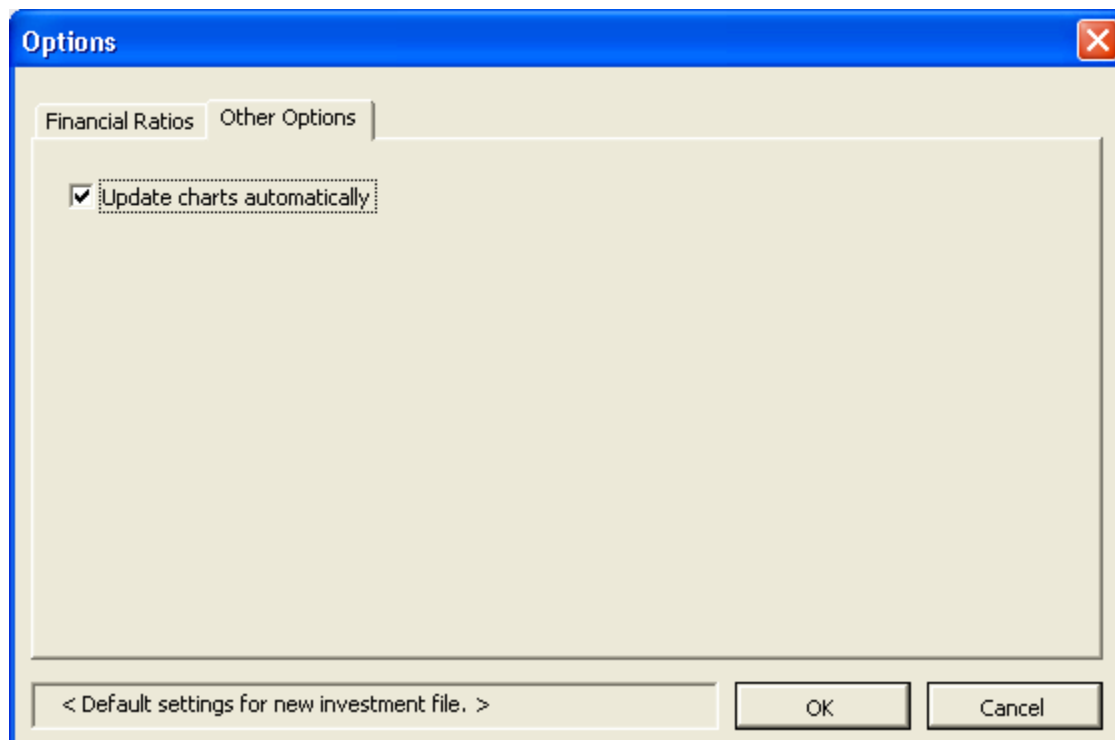 Options
Financial Ratios
Other Options
Update charts automatically
< Default settings for new investment file. >
OK
Cancel